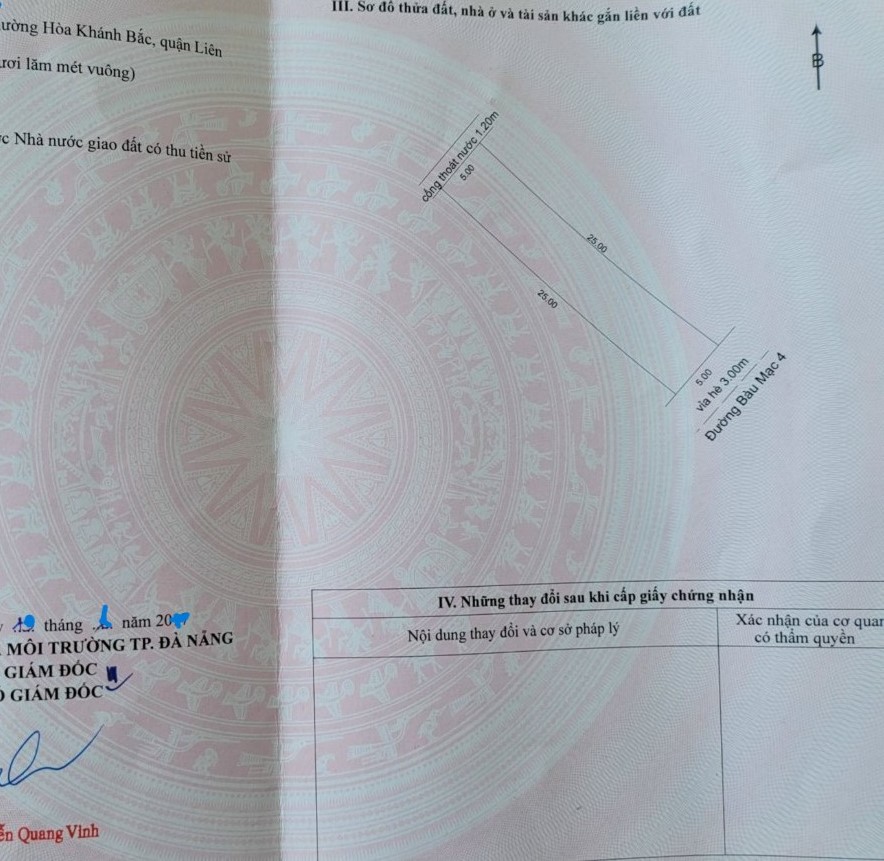 Hòa Khánh Bắc, quận Liên
lăm mét vuông)
Nhà nước giao đất có thu tiền sử
tháng năm 20
MÔI TRƯỜNG TP. ĐÀ NẴNG
GIÁM ĐỐC
GIÁM ĐỐC
Quang Vinh
III. Sơ đồ thửa đất, nhà ở và tài sản khác gắn liền với đất
B
cống thoát nước 1.20m
5.00
25.00
25.00
5.00
vỉa hè 3.00m
Đường Bàu Mạc 4
IV. Những thay đổi sau khi cấp giấy chứng nhận
Nội dung thay đổi và cơ sở pháp lý
Xác nhận của cơ quan
có thẩm quyền